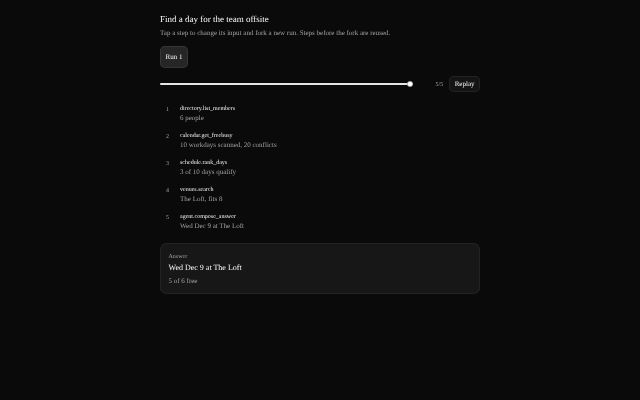 Find a day for the team offsite
Tap a step to change its input and fork a new run. Steps before the fork are reused.
Run 1
5/5 Replay
1 directory.list_members
6 people
2 calendar.get_freebusy
10 workdays scanned, 20 conflicts
3 schedule.rank_days
3 of 10 days qualify
4 venues.search
The Loft, fits 8
5 agent.compose_answer
Wed Dec 9 at The Loft
Answer
Wed Dec 9 at The Loft
5 of 6 free